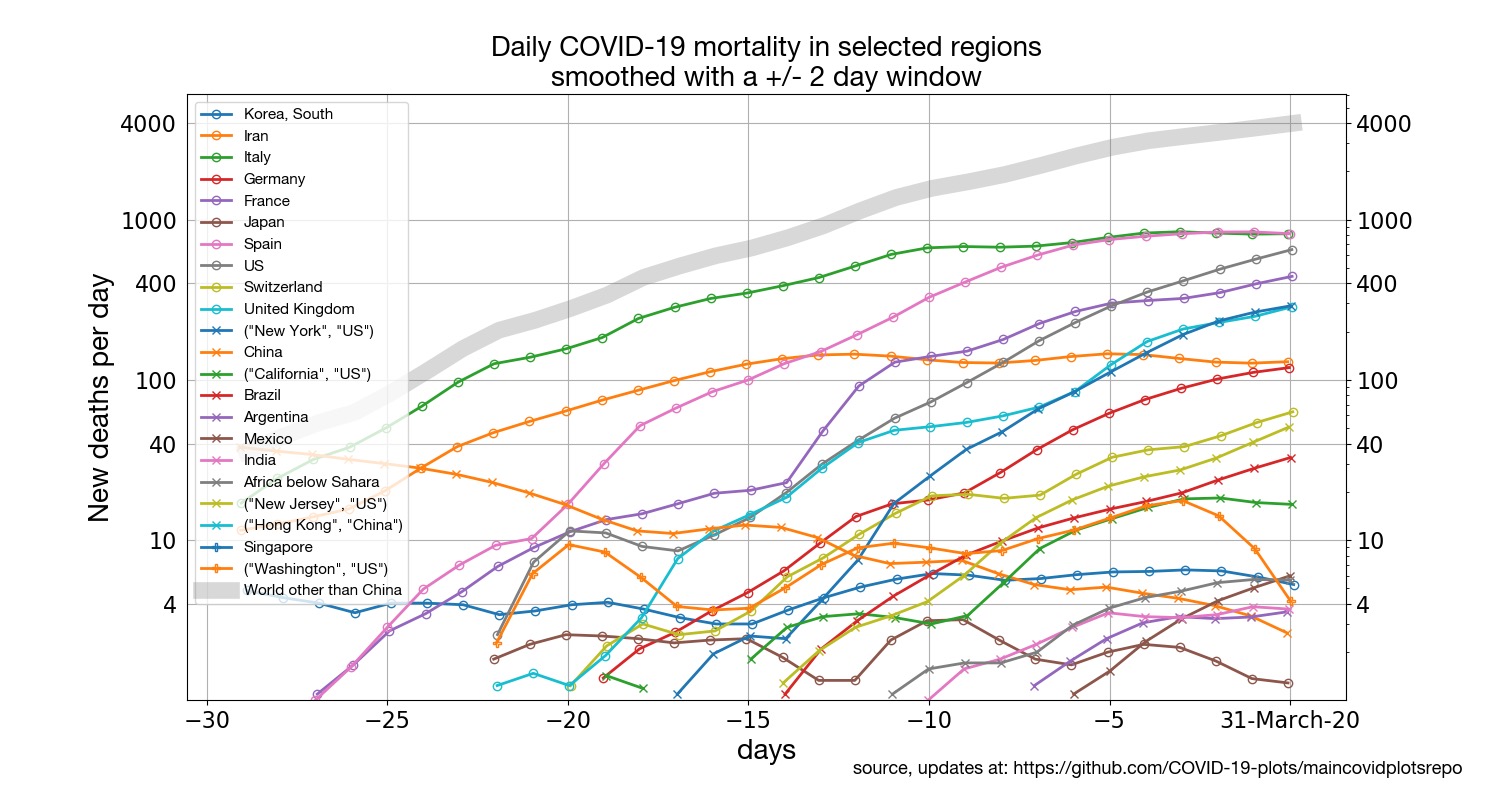 Daily COVID-19 mortality in selected regions
smoothed with a +/- 2 day window
New deaths per day
4000
1000
400
100
40
10
4
Korea, South
Iran
Italy
Germany
France
Japan
Spain
US
Switzerland
United Kingdom
("New York", "US")
China
("California", "US")
Brazil
Argentina
Mexico
India
Africa below Sahara
("New Jersey", "US")
("Hong Kong", "China")
Singapore
("Washington", "US")
World other than China
4000
1000
400
100
40
10
4
−30 −25 −20 −15 −10 −5 31-March-20
days
source, updates at: https://github.com/COVID-19-plots/maincovidplotsrepo